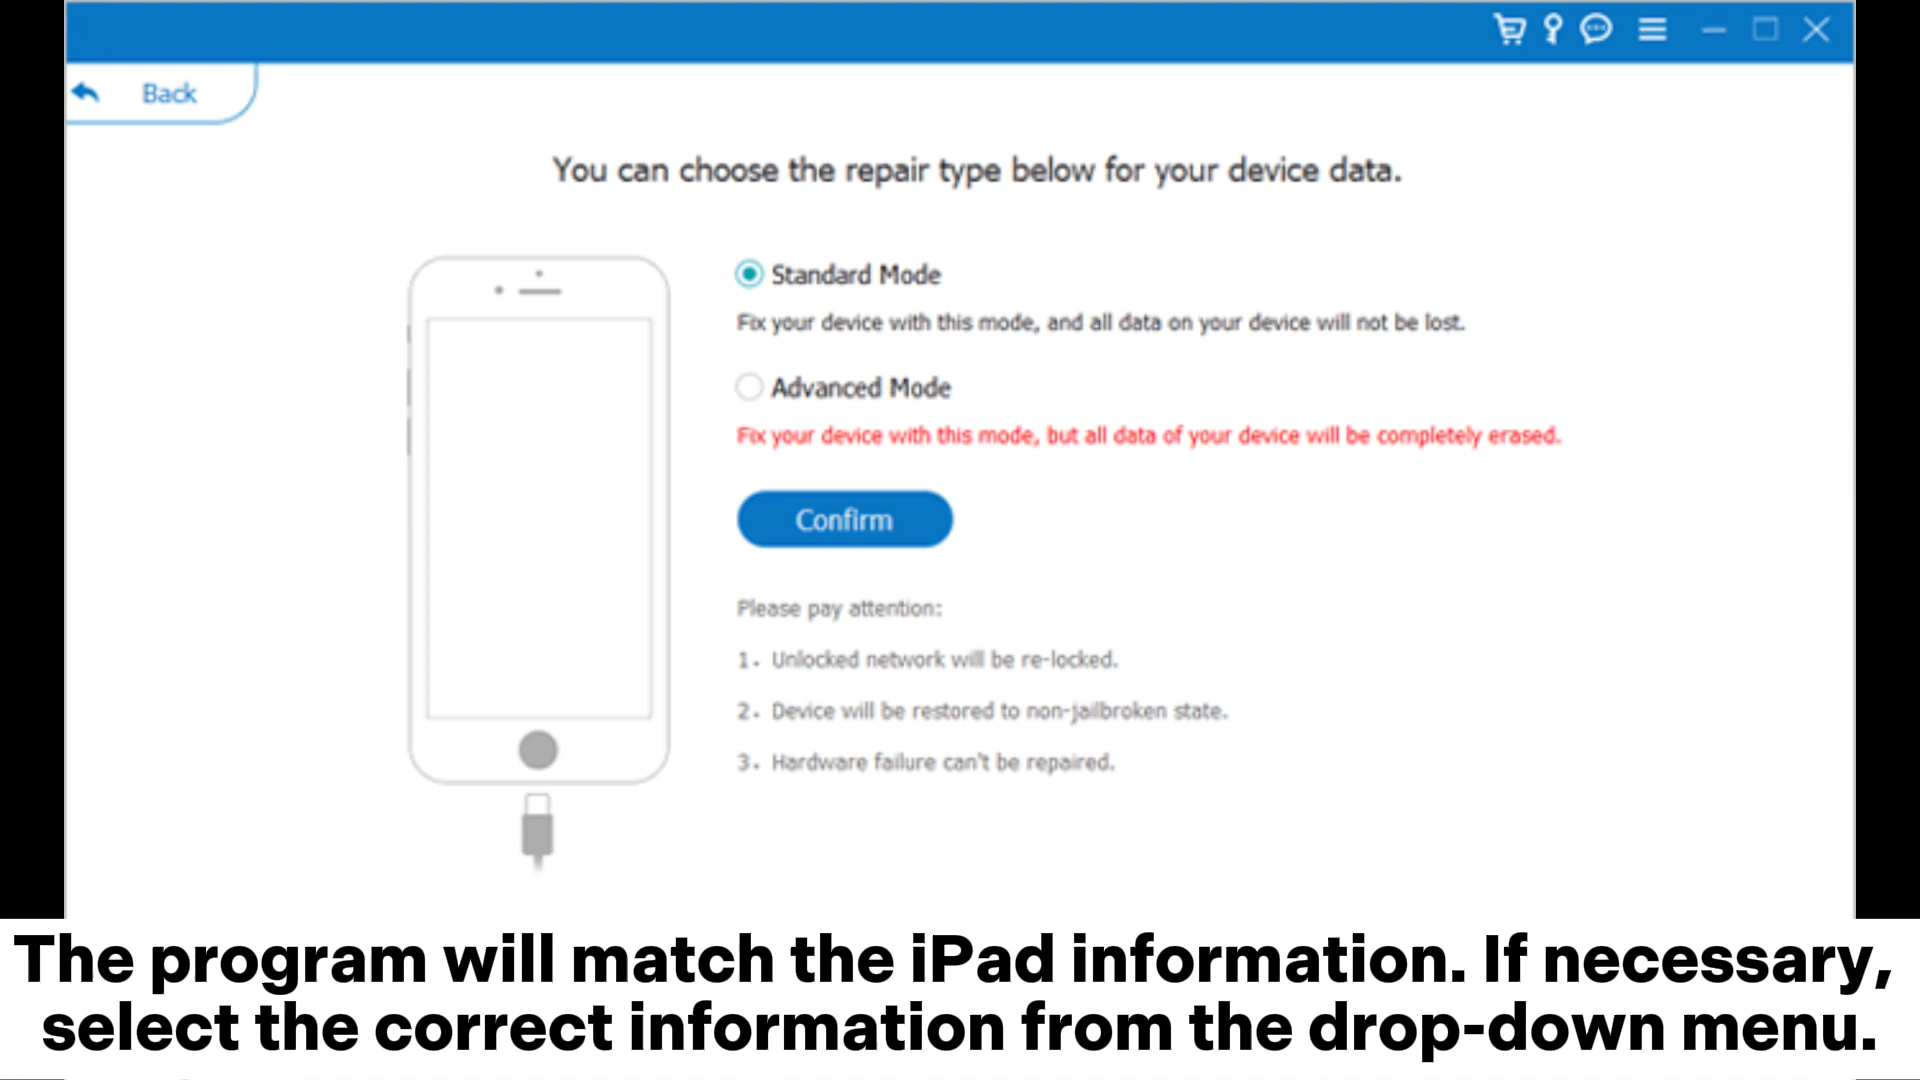 Back
You can choose the repair type below for your device data.
Standard Mode
Fix your device with this mode, and all data on your device will not be lost.
Advanced Mode
Fix your device with this mode, but all data of your device will be completely erased.
Confirm
Please pay attention:
1. Unlocked network will be re-locked.
2. Device will be restored to non-jailbroken state.
3. Hardware failure can't be repaired.
The program will match the iPad information. If necessary,
select the correct information from the drop-down menu.